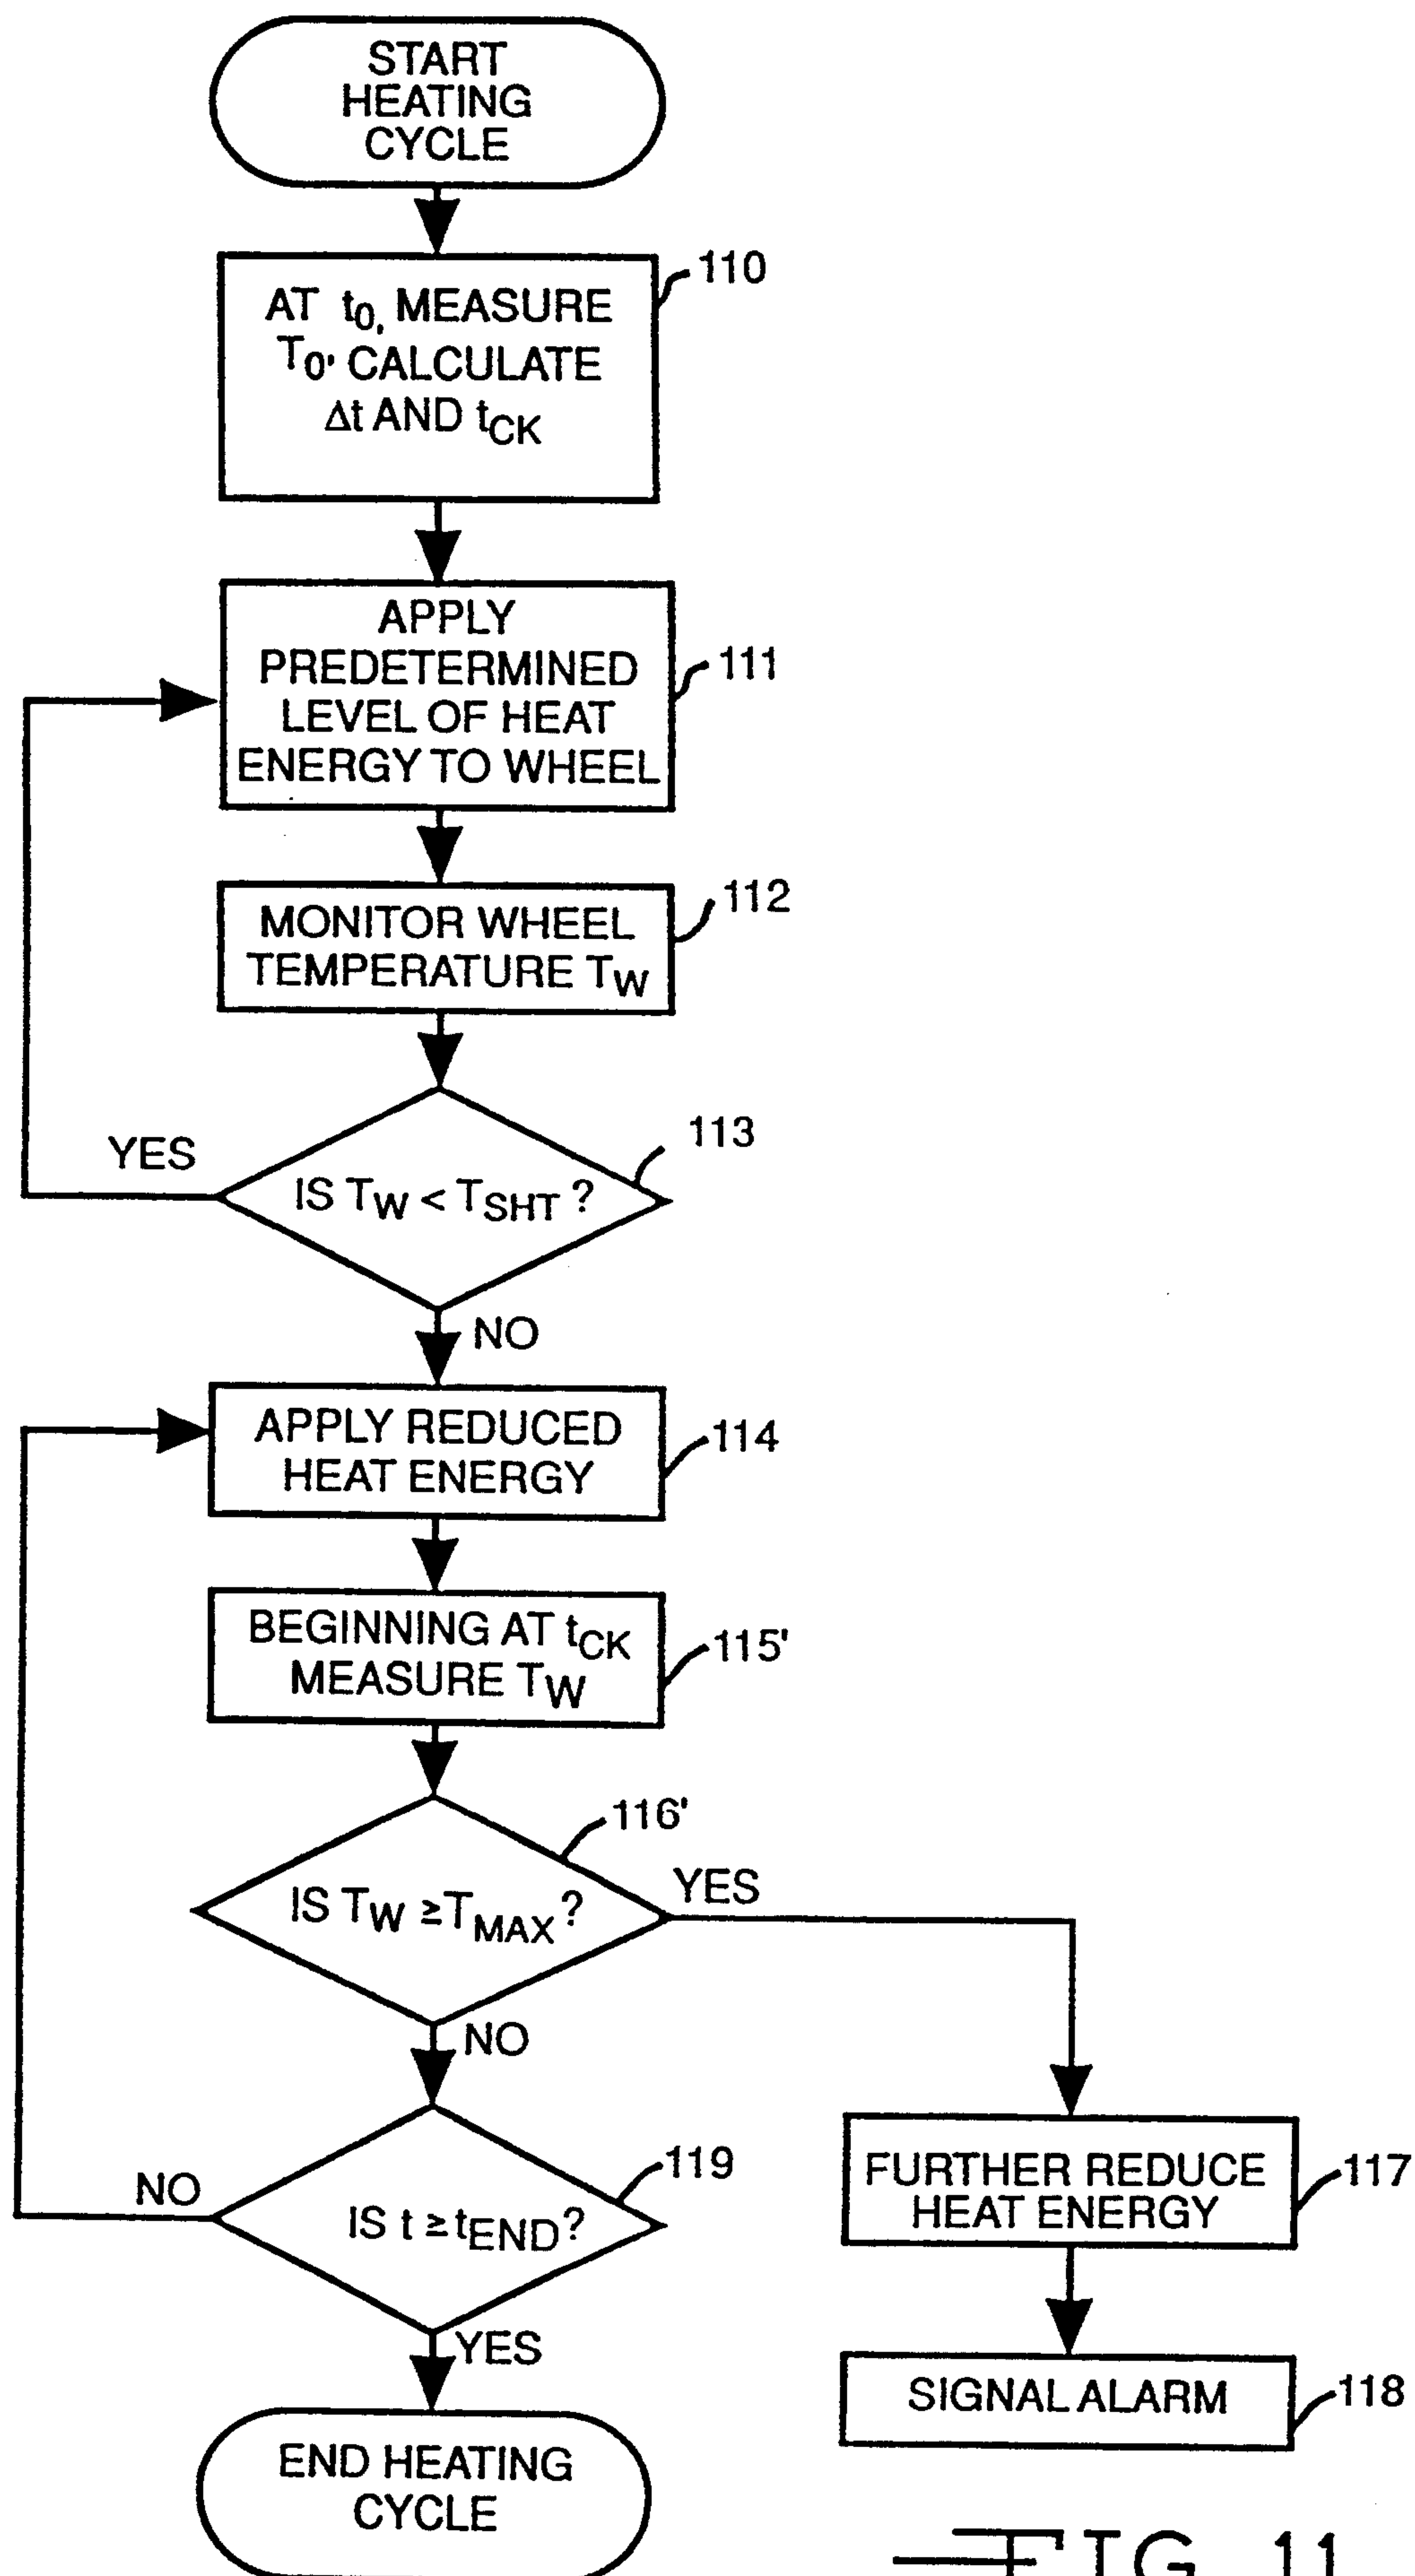 START
HEATING
CYCLE
110
AT t0, MEASURE
T0, CALCULATE
Δt AND tCK
APPLY
PREDETERMINED
LEVEL OF HEAT
ENERGY TO WHEEL
111
MONITOR WHEEL
TEMPERATURE TW
112
113
YES
IS TW < TSHT ?
NO
APPLY REDUCED
HEAT ENERGY
114
BEGINNING AT tCK
MEASURE TW
115'
116'
IS TW ≥TMAX?
YES
NO
119
NO
IS t ≥ tEND?
YES
FURTHER REDUCE
HEAT ENERGY
117
SIGNAL ALARM
118
END HEATING
CYCLE
FIG. 11